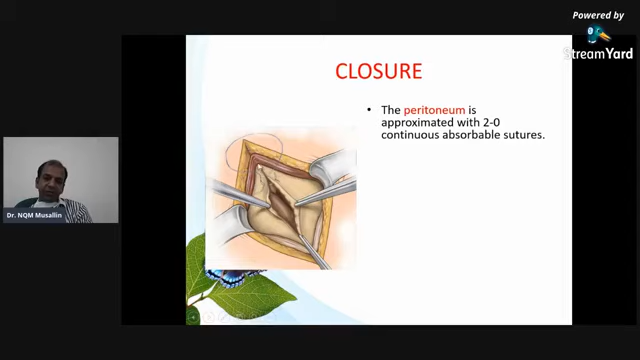 Powered by
StreamYard
CLOSURE
• The peritoneum is
approximated with 2-0
continuous absorbable sutures.
Dr. NQM Musallin